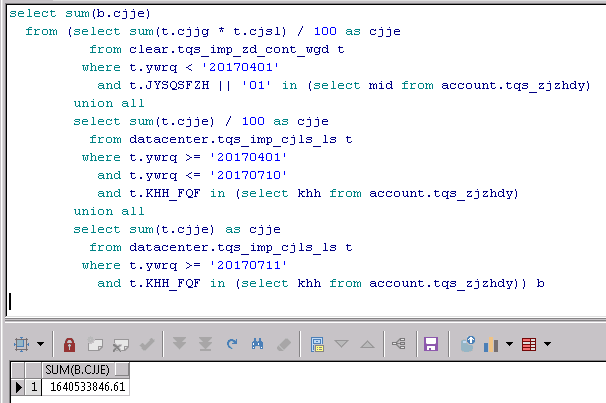 select sum(b.cjje)
from (select sum(t.cjjg * t.cjsl) / 100 as cjje
from clear.tqs_imp_zd_cont_wgd t
where t.ywrq < '20170401'
and t.JYSQSFZH || '01' in (select mid from account.tqs_zjzhdy)
union all
select sum(t.cjje) / 100 as cjje
from datacenter.tqs_imp_cjls_ls t
where t.ywrq >= '20170401'
and t.ywrq <= '20170710'
and t.KHH_FQF in (select khh from account.tqs_zjzhdy)
union all
select sum(t.cjje) as cjje
from datacenter.tqs_imp_cjls_ls t
where t.ywrq >= '20170711'
and t.KHH_FQF in (select khh from account.tqs_zjzhdy)) b
SUM(B.CJJE)
1 1640533846.61